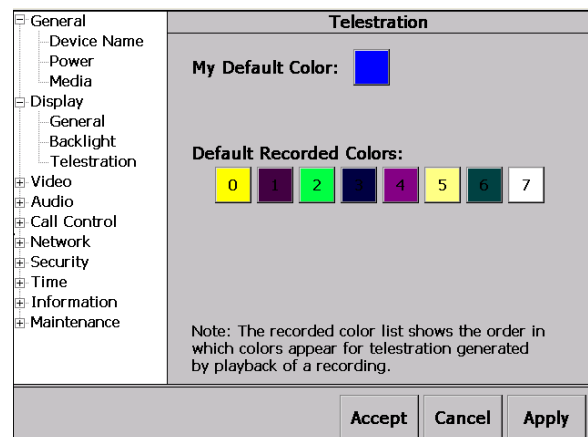 General
Device Name
Power
Media
Display
General
Backlight
Telestration
Video
Audio
Call Control
Network
Security
Time
Information
Maintenance
Telestration
My Default Color:
Default Recorded Colors:
0 1 2 3 4 5 6 7
Note: The recorded color list shows the order in
which colors appear for telestration generated
by playback of a recording.
Accept Cancel Apply